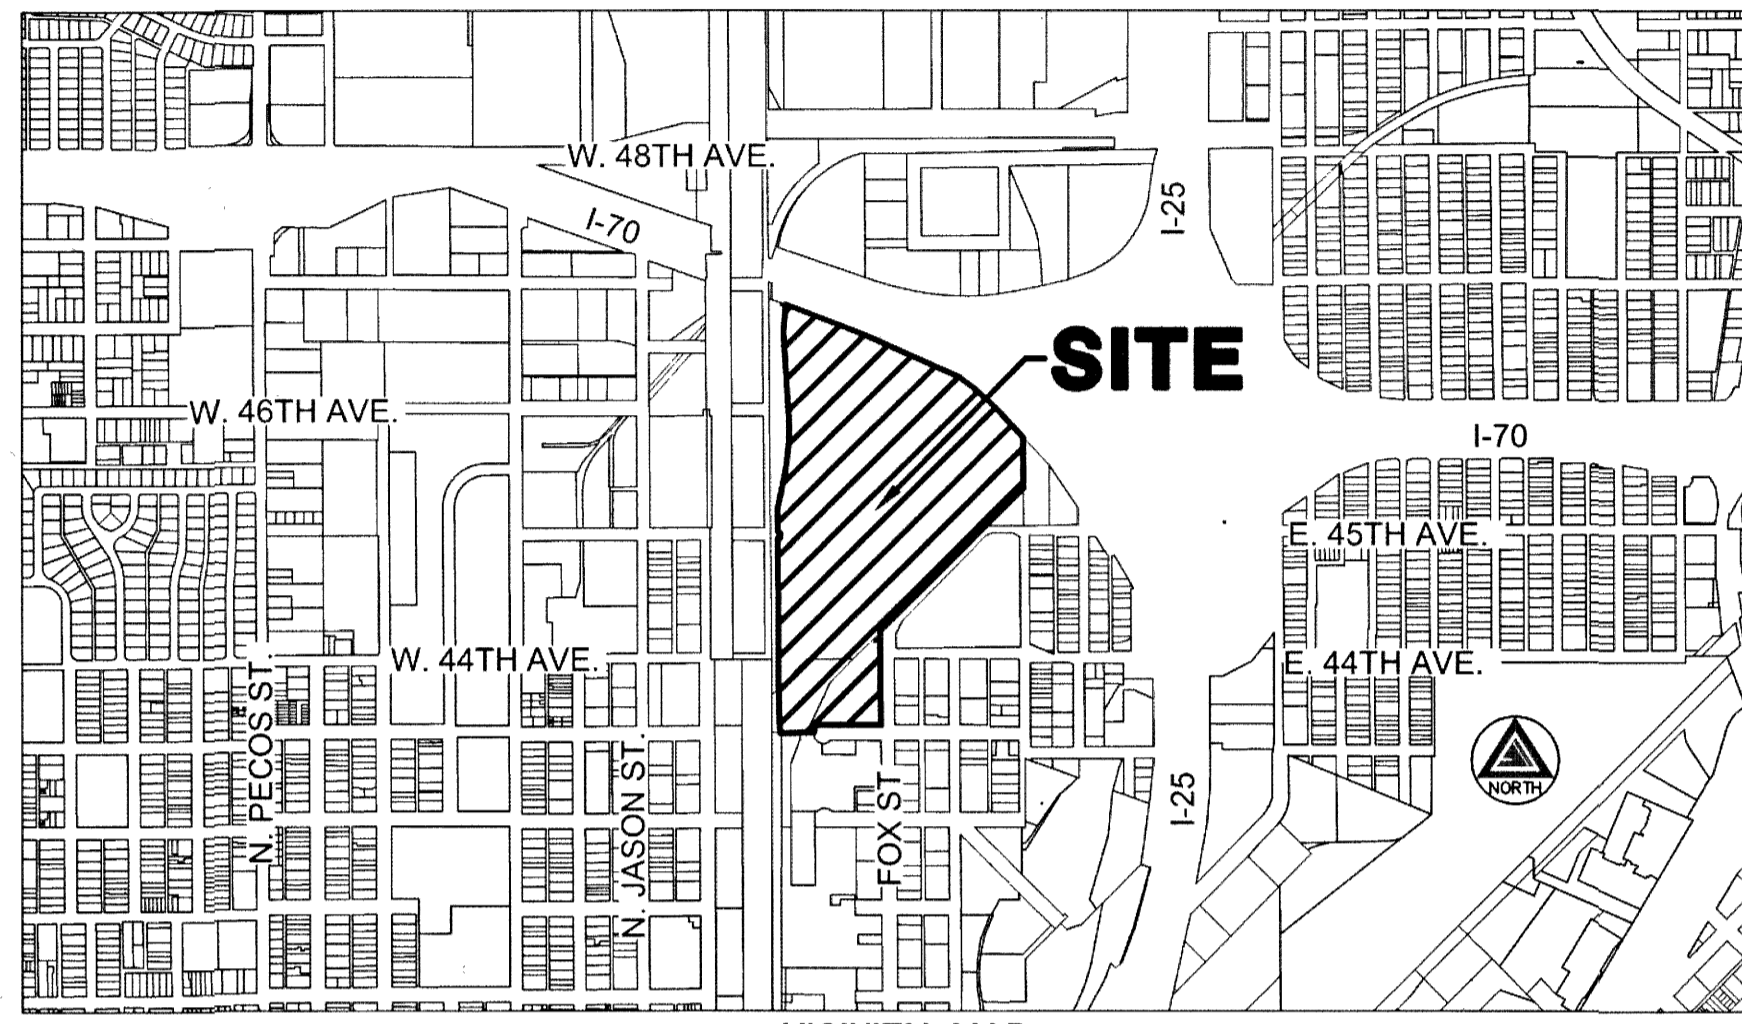 W. 48TH AVE.
I-25
I-70
SITE
W. 46TH AVE.
I-70
E. 45TH AVE.
W. 44TH AVE.
E. 44TH AVE.
N. PECOS ST.
N. JASON ST.
FOX ST
I-25
NORTH